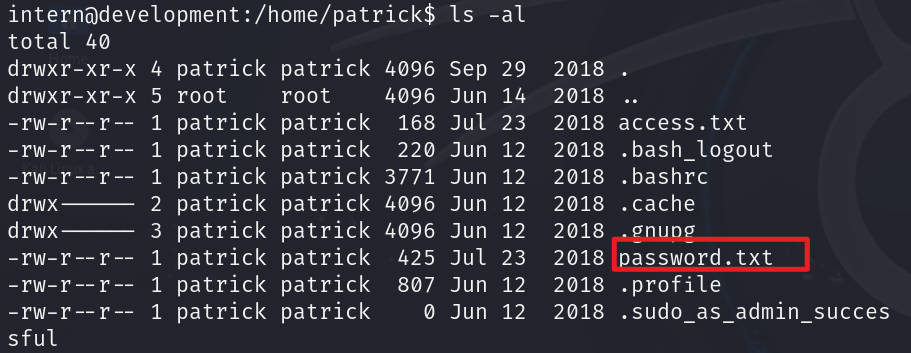 intern@development:/home/patrick$ ls -al
total 40
drwxr-xr-x 4 patrick patrick 4096 Sep 29  2018 .
drwxr-xr-x 5 root    root    4096 Jun 14  2018 ..
-rw-r--r-- 1 patrick patrick  168 Jul 23  2018 access.txt
-rw-r--r-- 1 patrick patrick  220 Jun 12  2018 .bash_logout
-rw-r--r-- 1 patrick patrick 3771 Jun 12  2018 .bashrc
drwx------ 2 patrick patrick 4096 Jun 12  2018 .cache
drwx------ 3 patrick patrick 4096 Jun 12  2018 .gnupg
-rw-r--r-- 1 patrick patrick  425 Jul 23  2018 password.txt
-rw-r--r-- 1 patrick patrick  807 Jun 12  2018 .profile
-rw-r--r-- 1 patrick patrick    0 Jun 12  2018 .sudo_as_admin_succes
sful